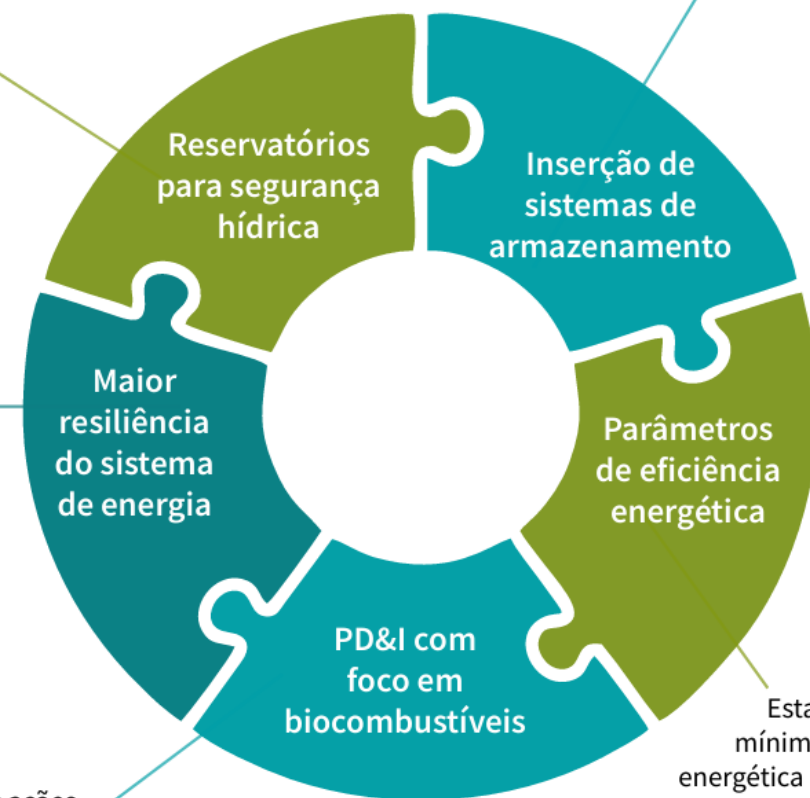 Reservatórios
para segurança
hídrica
Inserção de
sistemas de
armazenamento
Maior
resiliência
do sistema
de energia
Parâmetros
de eficiência
energética
PD&I com
foco em
biocombustíveis
energética